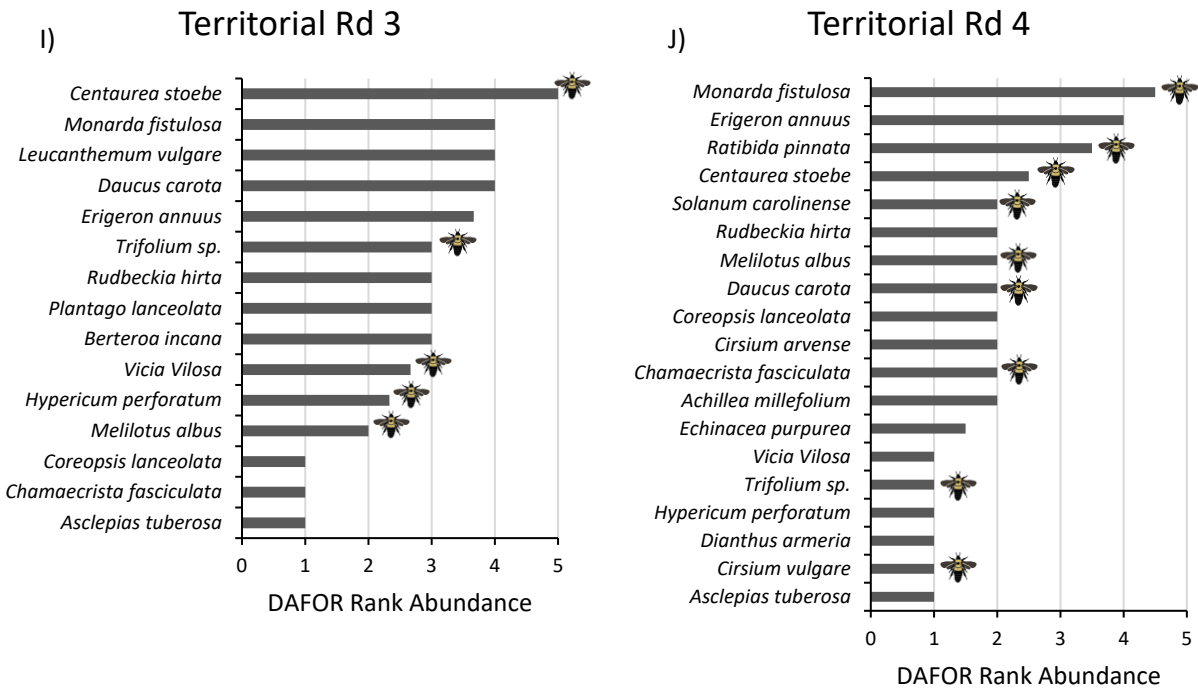 I)
Territorial Rd 3
Centaurea stoebe
Monarda fistulosa
Leucanthemum vulgare
Daucus carota
Erigeron annuus
Trifolium sp.
Rudbeckia hirta
Plantago lanceolata
Berteroa incana
Vicia Vilosa
Hypericum perforatum
Melilotus albus
Coreopsis lanceolata
Chamaecrista fasciculata
Asclepias tuberosa
0 1 2 3 4 5
DAFOR Rank Abundance
J)
Territorial Rd 4
Monarda fistulosa
Erigeron annuus
Ratibida pinnata
Centaurea stoebe
Solanum carolinense
Rudbeckia hirta
Melilotus albus
Daucus carota
Coreopsis lanceolata
Cirsium arvense
Chamaecrista fasciculata
Achillea millefolium
Echinacea purpurea
Vicia Vilosa
Trifolium sp.
Hypericum perforatum
Dianthus armeria
Cirsium vulgare
Asclepias tuberosa
0 1 2 3 4 5
DAFOR Rank Abundance